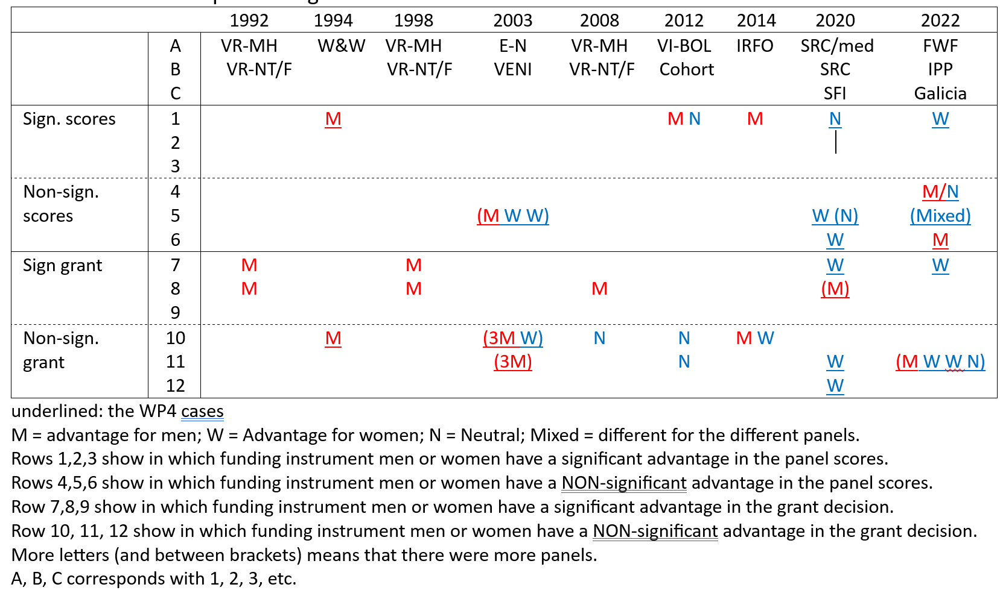 1992 1994 1998 2003 2008 2012 2014 2020 2022
A VR-MH W&W VR-MH E-N VR-MH VI-BOL IRFO SRC/med FWF
B VR-NT/F VR-NT/F VENI VR-NT/F Cohort SRC IPP
C SFI Galicia
Sign. scores 1 M M N M N W
2
3
Non-sign. 4 M/N
scores 5 (M W W) W (N) (Mixed)
6 W M
Sign grant 7 M M W W
8 M M M (M)
9
Non-sign. 10 M (3M W) N N M W
grant 11 (3M) N W (M W W N)
12 W
underlined: the WP4 cases
M = advantage for men; W = Advantage for women; N = Neutral; Mixed = different for the different panels.
Rows 1,2,3 show in which funding instrument men or women have a significant advantage in the panel scores.
Rows 4,5,6 show in which funding instrument men or women have a NON-significant advantage in the panel scores.
Row 7,8,9 show in which funding instrument men or women have a significant advantage in the grant decision.
Row 10, 11, 12 show in which funding instrument men or women have a NON-significant advantage in the grant decision.
More letters (and between brackets) means that there were more panels.
A, B, C corresponds with 1, 2, 3, etc.